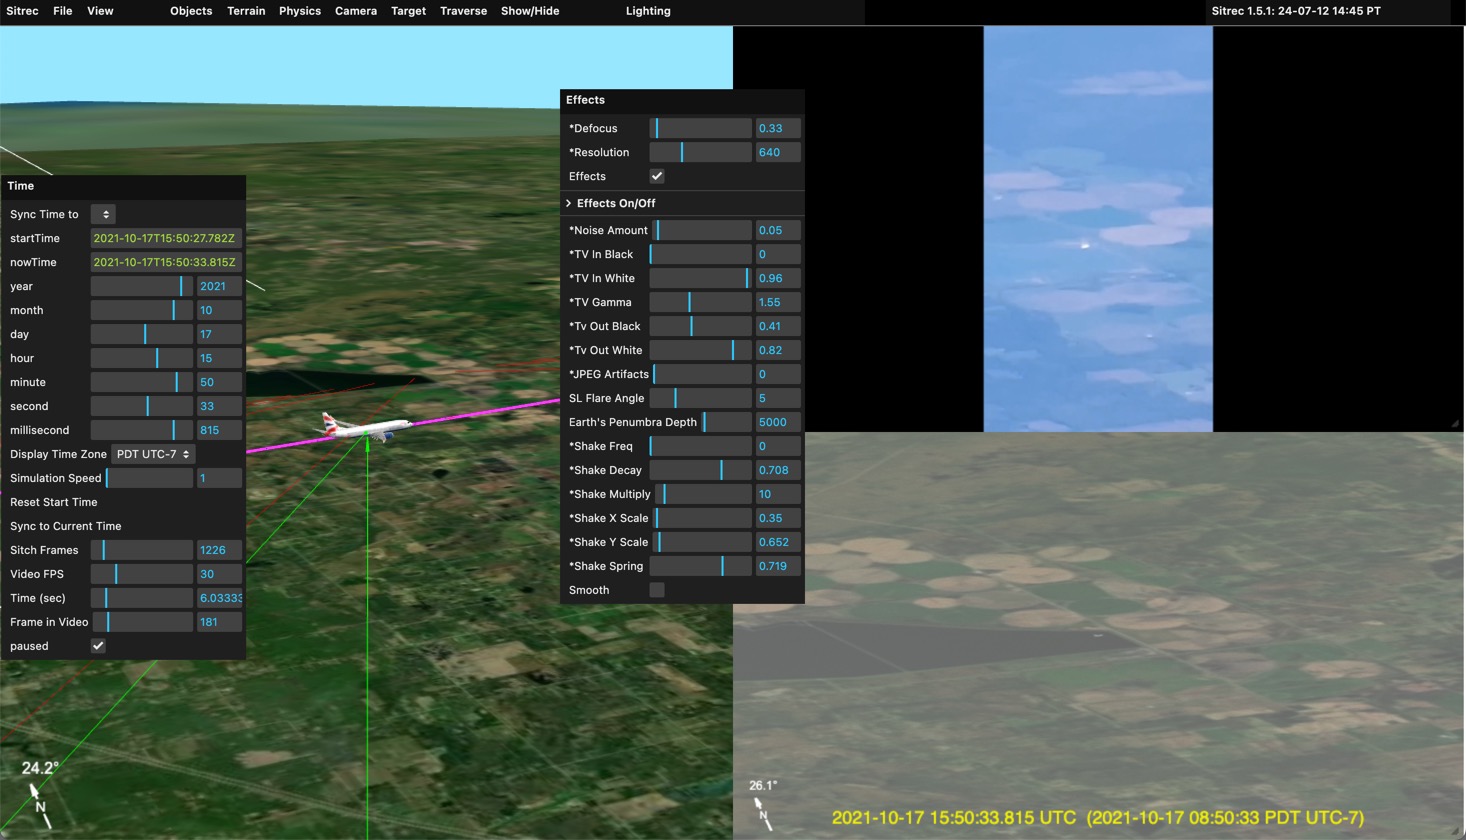 Sitrec File View Objects Terrain Physics Camera Target Traverse Show/Hide Lighting Sitrec 1.5.1: 24-07-12 14:45 PT
Time
Sync Time to
startTime 2021-10-17T15:50:27.782Z
nowTime 2021-10-17T15:50:33.815Z
year 2021
month 10
day 17
hour 15
minute 50
second 33
millisecond 815
Display Time Zone PDT UTC-7
Simulation Speed 1
Reset Start Time
Sync to Current Time
Sitch Frames 1226
Video FPS 30
Time (sec) 6.03333
Frame in Video 181
paused
Effects
*Defocus 0.33
*Resolution 640
Effects
Effects On/Off
*Noise Amount 0.05
*TV In Black 0
*TV In White 0.96
*TV Gamma 1.55
*Tv Out Black 0.41
*Tv Out White 0.82
*JPEG Artifacts 0
SL Flare Angle 5
Earth's Penumbra Depth 5000
*Shake Freq 0
*Shake Decay 0.708
*Shake Multiply 10
*Shake X Scale 0.35
*Shake Y Scale 0.652
*Shake Spring 0.719
Smooth
24.2°
N
26.1°
N
2021-10-17 15:50:33.815 UTC (2021-10-17 08:50:33 PDT UTC-7)